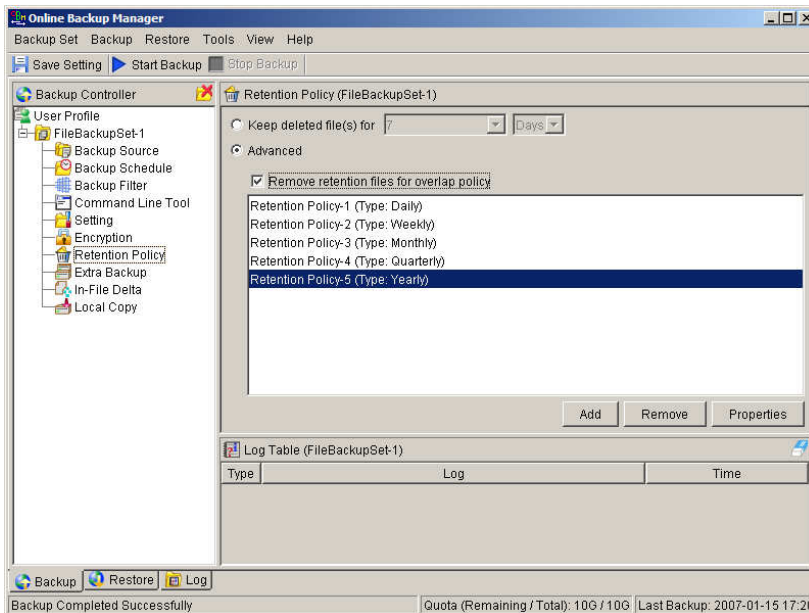 Online Backup Manager
Backup Set Backup Restore Tools View Help
Save Setting Start Backup Stop Backup
Backup Controller
User Profile
FileBackupSet-1
Backup Source
Backup Schedule
Backup Filter
Command Line Tool
Setting
Encryption
Retention Policy
Extra Backup
In-File Delta
Local Copy
Retention Policy (FileBackupSet-1)
Keep deleted file(s) for 7 Days
Advanced
Remove retention files for overlap policy
Retention Policy-1 (Type: Daily)
Retention Policy-2 (Type: Weekly)
Retention Policy-3 (Type: Monthly)
Retention Policy-4 (Type: Quarterly)
Retention Policy-5 (Type: Yearly)
Add Remove Properties
Log Table (FileBackupSet-1)
Type Log Time
Backup Restore Log
Backup Completed Successfully Quota (Remaining / Total): 10G / 10G Last Backup: 2007-01-15